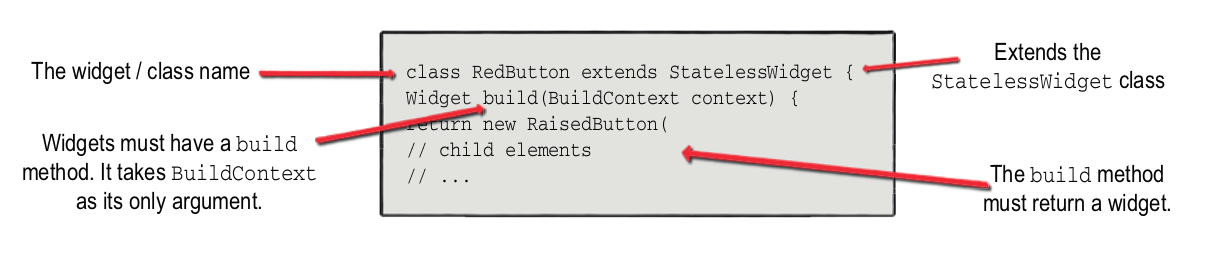 The widget / class name
class RedButton extends StatelessWidget {
Widget build(BuildContext context) {
return new RaisedButton(
// child elements
// ...
Extends the
StatelessWidget class
Widgets must have a build
method. It takes BuildContext
as its only argument.
The build method
must return a widget.